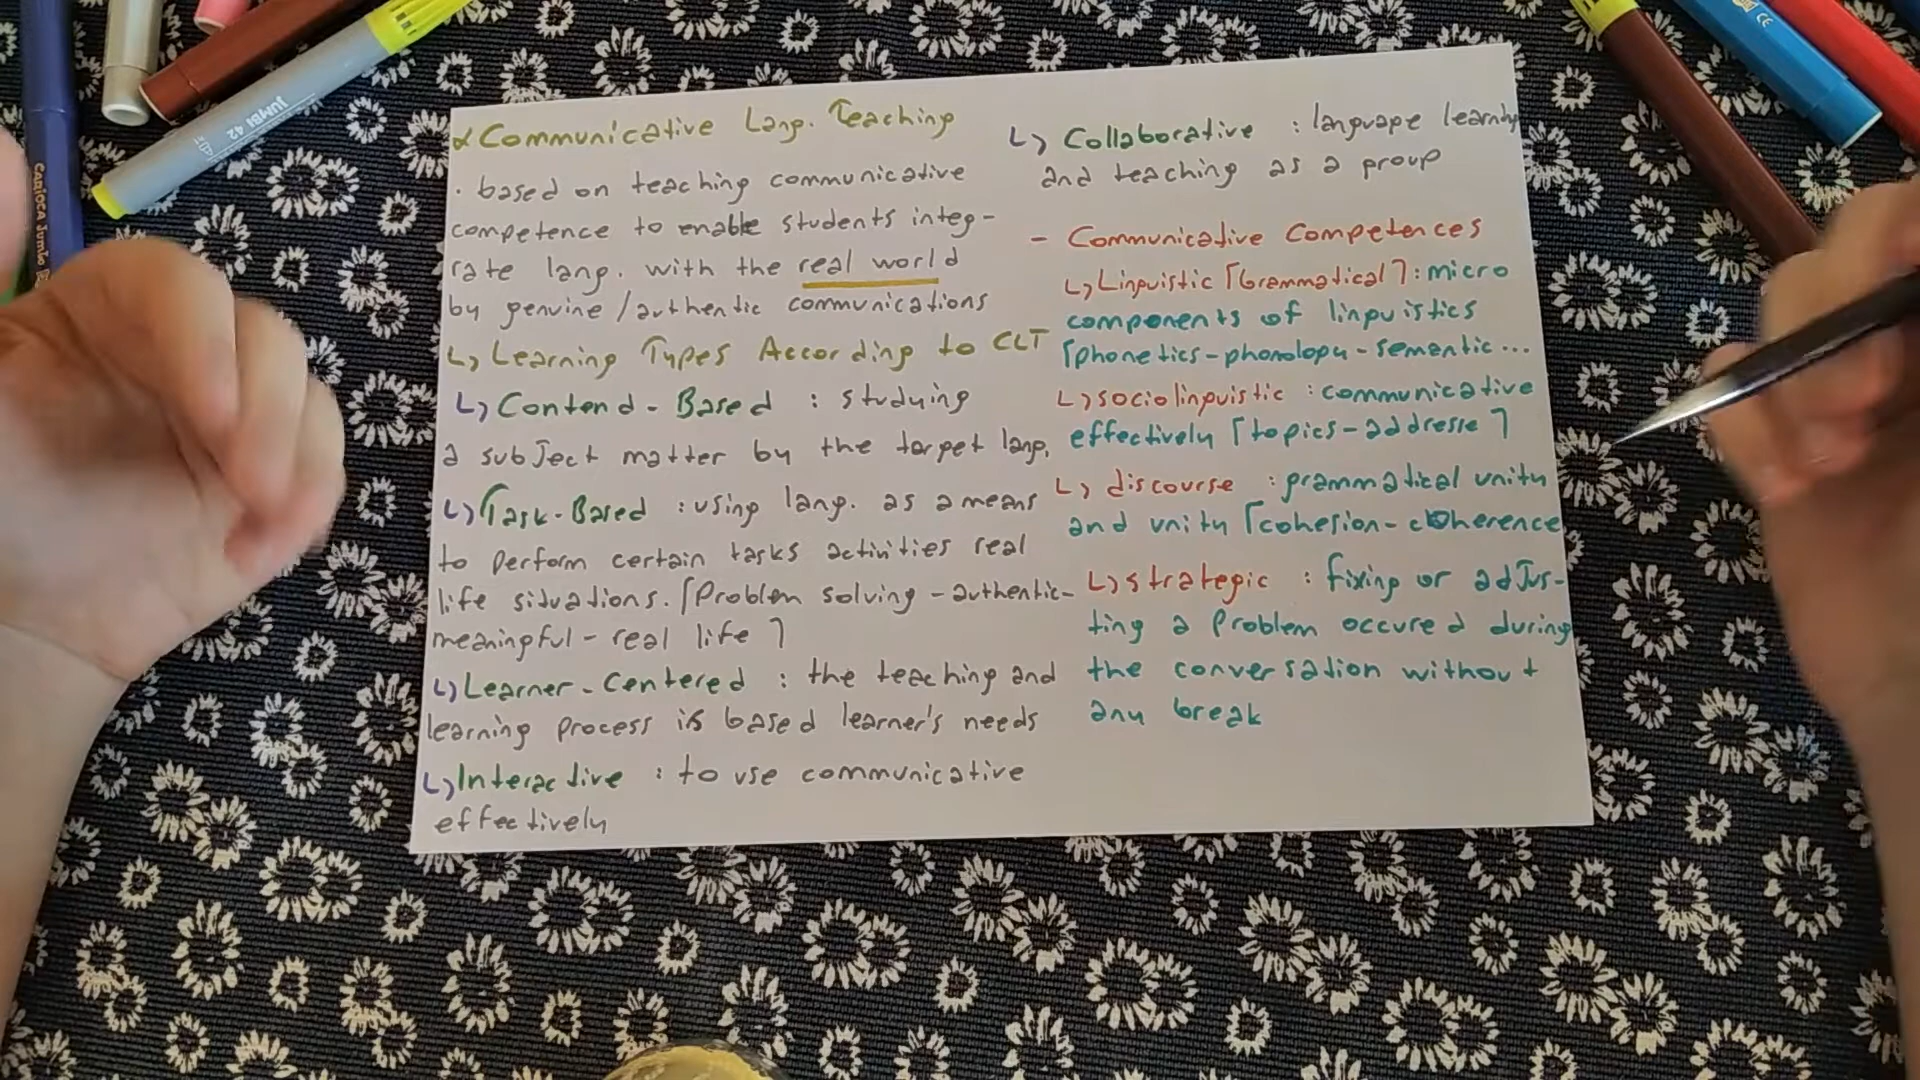 Communicative Lang. Teaching
. based on teaching communicative
competence to enable students integ-
rate lang. with the real world
by genuine / authentic communications
Learning Types According to CLT
Contend-Based : studying
a subject matter by the target lang.
Task-Based : using lang. as a means
to perform certain tasks activities real
life situations. [Problem solving - authentic-
meaningful - real life ]
Learner-Centered : the teaching and
learning process is based learner's needs
Interactive : to use communicative
effectively
Collaborative : language learning
and teaching as a group
- Communicative Competences
Linguistic [Grammatical] : micro
components of linguistics
[phonetics-phonology-semantic...
sociolinguistic : communicative
effectively [topics-addresse ]
discourse : grammatical unity
and unity [cohesion-coherence
strategic : fixing or adjus-
ting a problem occured during
the conversation without
any break
JUMBI 42
CARIOCA Jumbo
CE